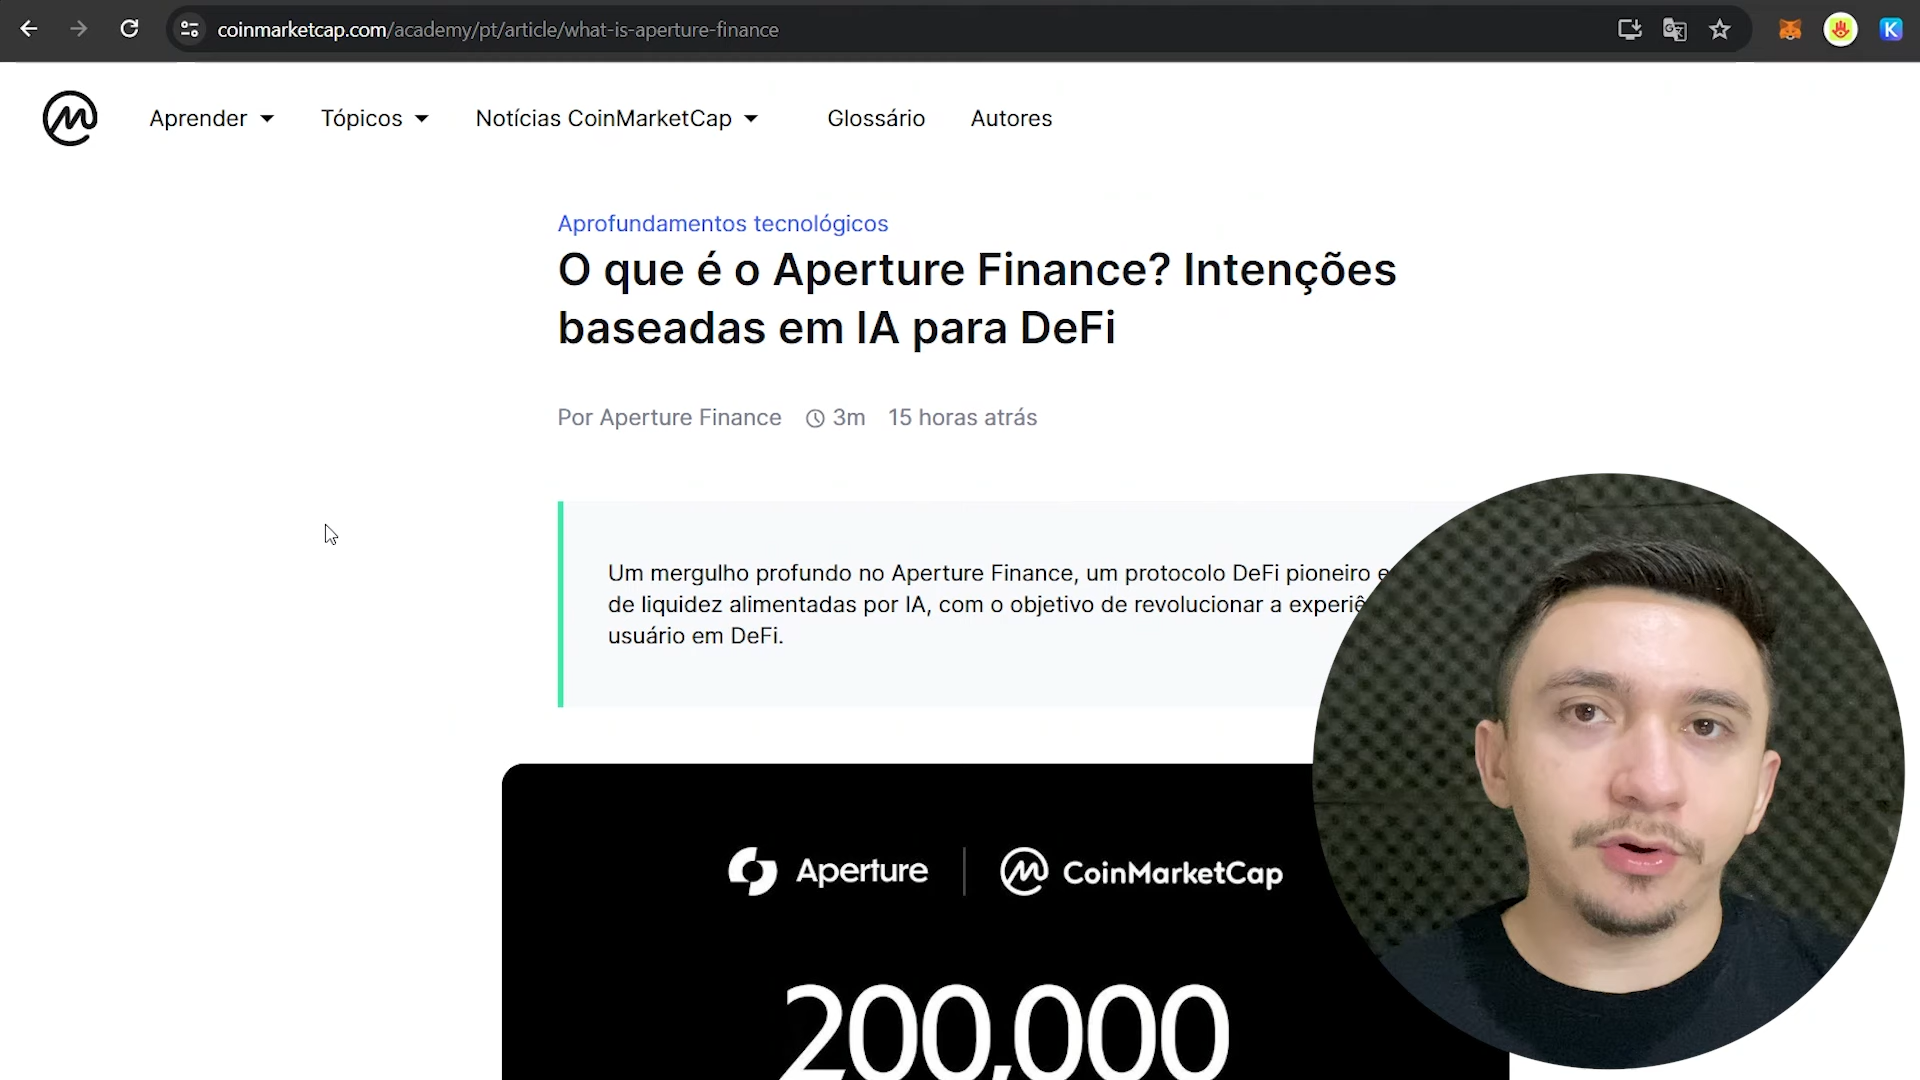 coinmarketcap.com/academy/pt/article/what-is-aperture-finance
K
Aprender
Tópicos
Notícias CoinMarketCap
Glossário
Autores
Aprofundamentos tecnológicos
O que é o Aperture Finance? Intenções
baseadas em IA para DeFi
Por Aperture Finance 3m 15 horas atrás
Um mergulho profundo no Aperture Finance, um protocolo DeFi pioneiro
de liquidez alimentadas por IA, com o objetivo de revolucionar a
usuário em DeFi.
Aperture
CoinMarketCap
200,000